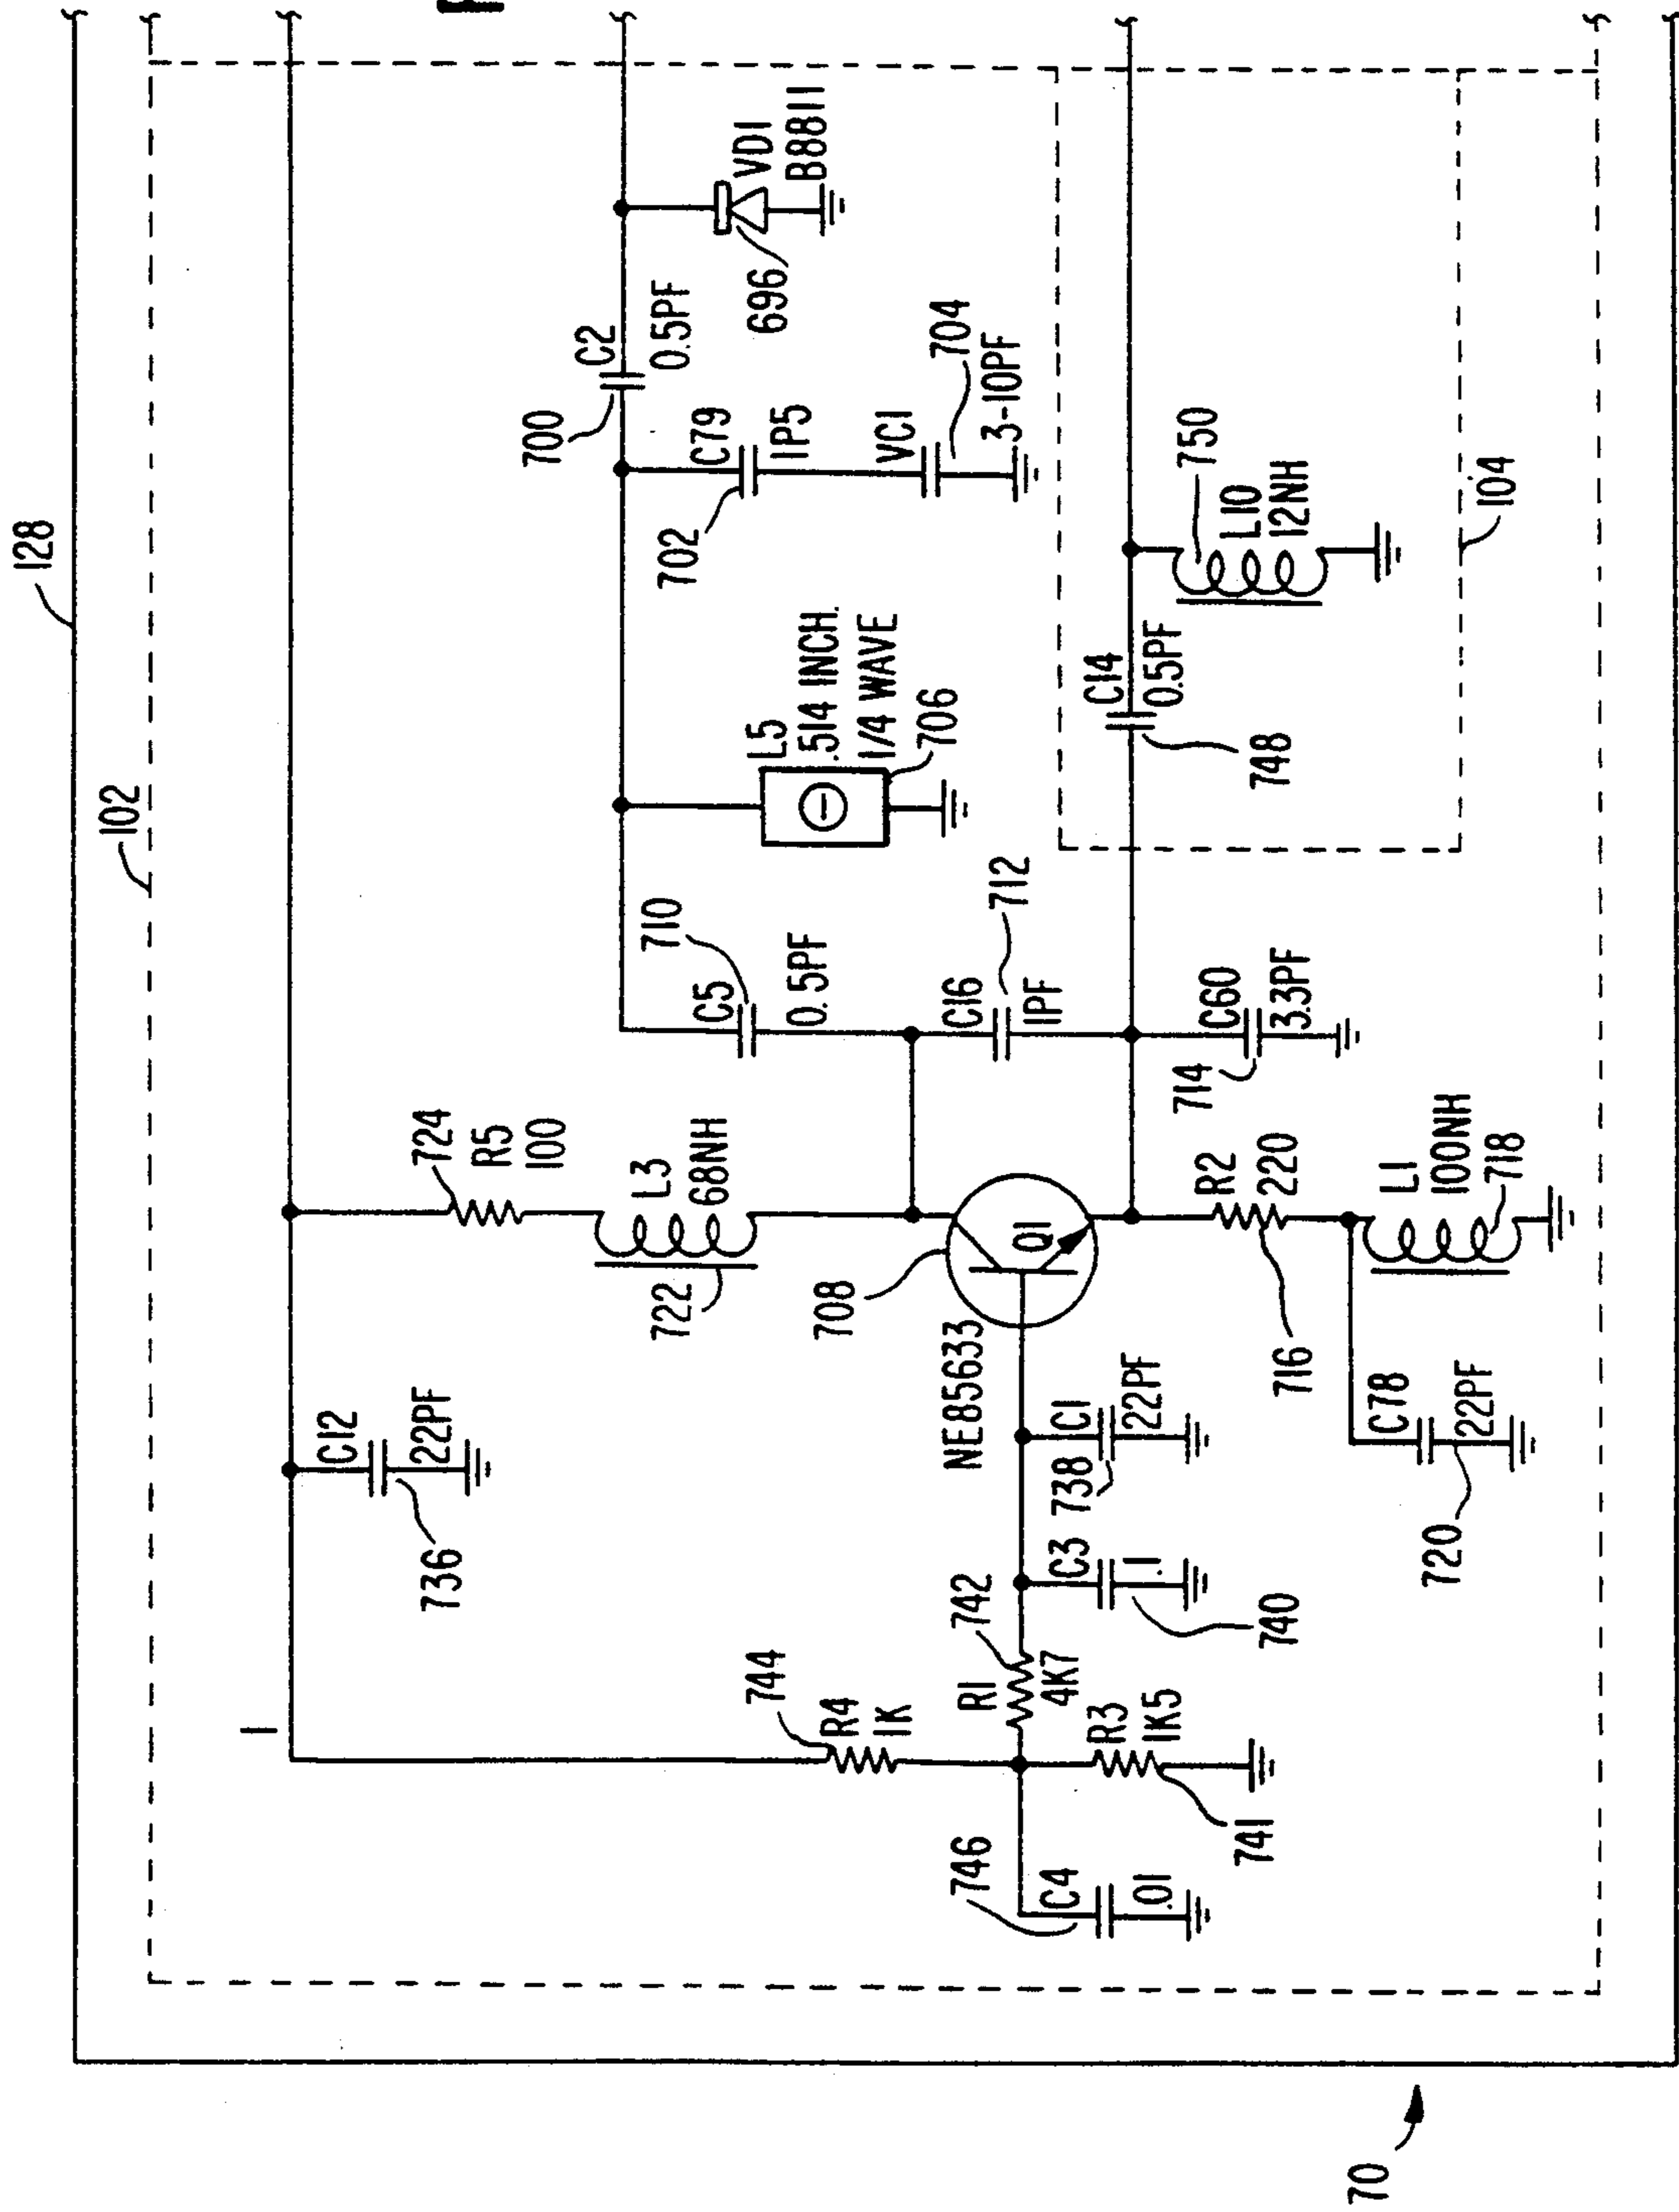 128
102
C12
22PF
736
724
R5
100
L3
68NH
722
744
R4
1K
746
C4
.01
R1
742
4K7
R3
1K5
741
C3
.1
740
NE85633
738
C1
22PF
708
Q1
R2
220
716
L1
100NH
718
C78
22PF
720
710
C5
0.5PF
C16
1PF
712
714
C60
3.3PF
L5
.514 INCH.
1/4 WAVE
706
700
C2
0.5PF
702
C79
1P5
VC1
704
3-10PF
696
VD1
B8811
C14
0.5PF
748
750
L10
12NH
104
70